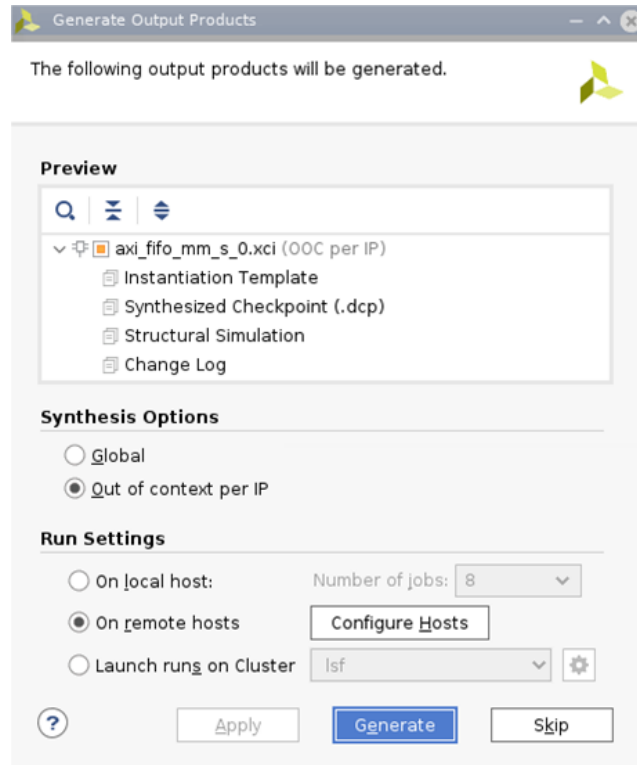 Generate Output Products
The following output products will be generated.
Preview
axi_fifo_mm_s_0.xci (OOC per IP)
Instantiation Template
Synthesized Checkpoint (.dcp)
Structural Simulation
Change Log
Synthesis Options
Global
Out of context per IP
Run Settings
On local host: Number of jobs: 8
On remote hosts Configure Hosts
Launch runs on Cluster lsf
? Apply Generate Skip